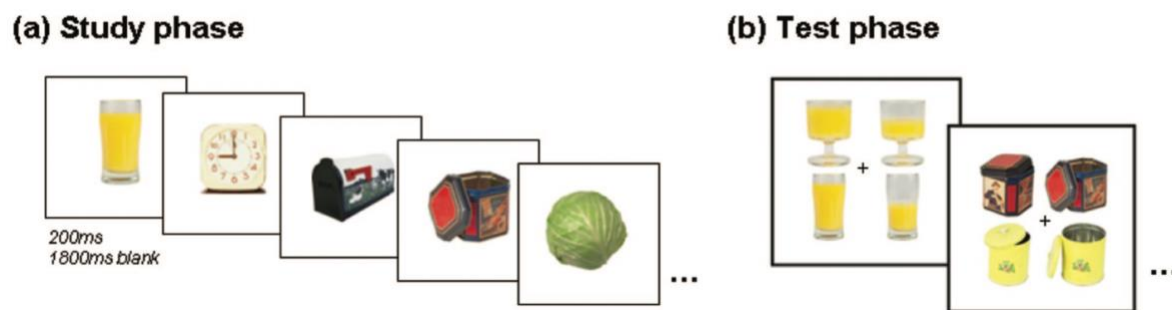 (a) Study phase
(b) Test phase
200ms
1800ms blank
...
+
+
...